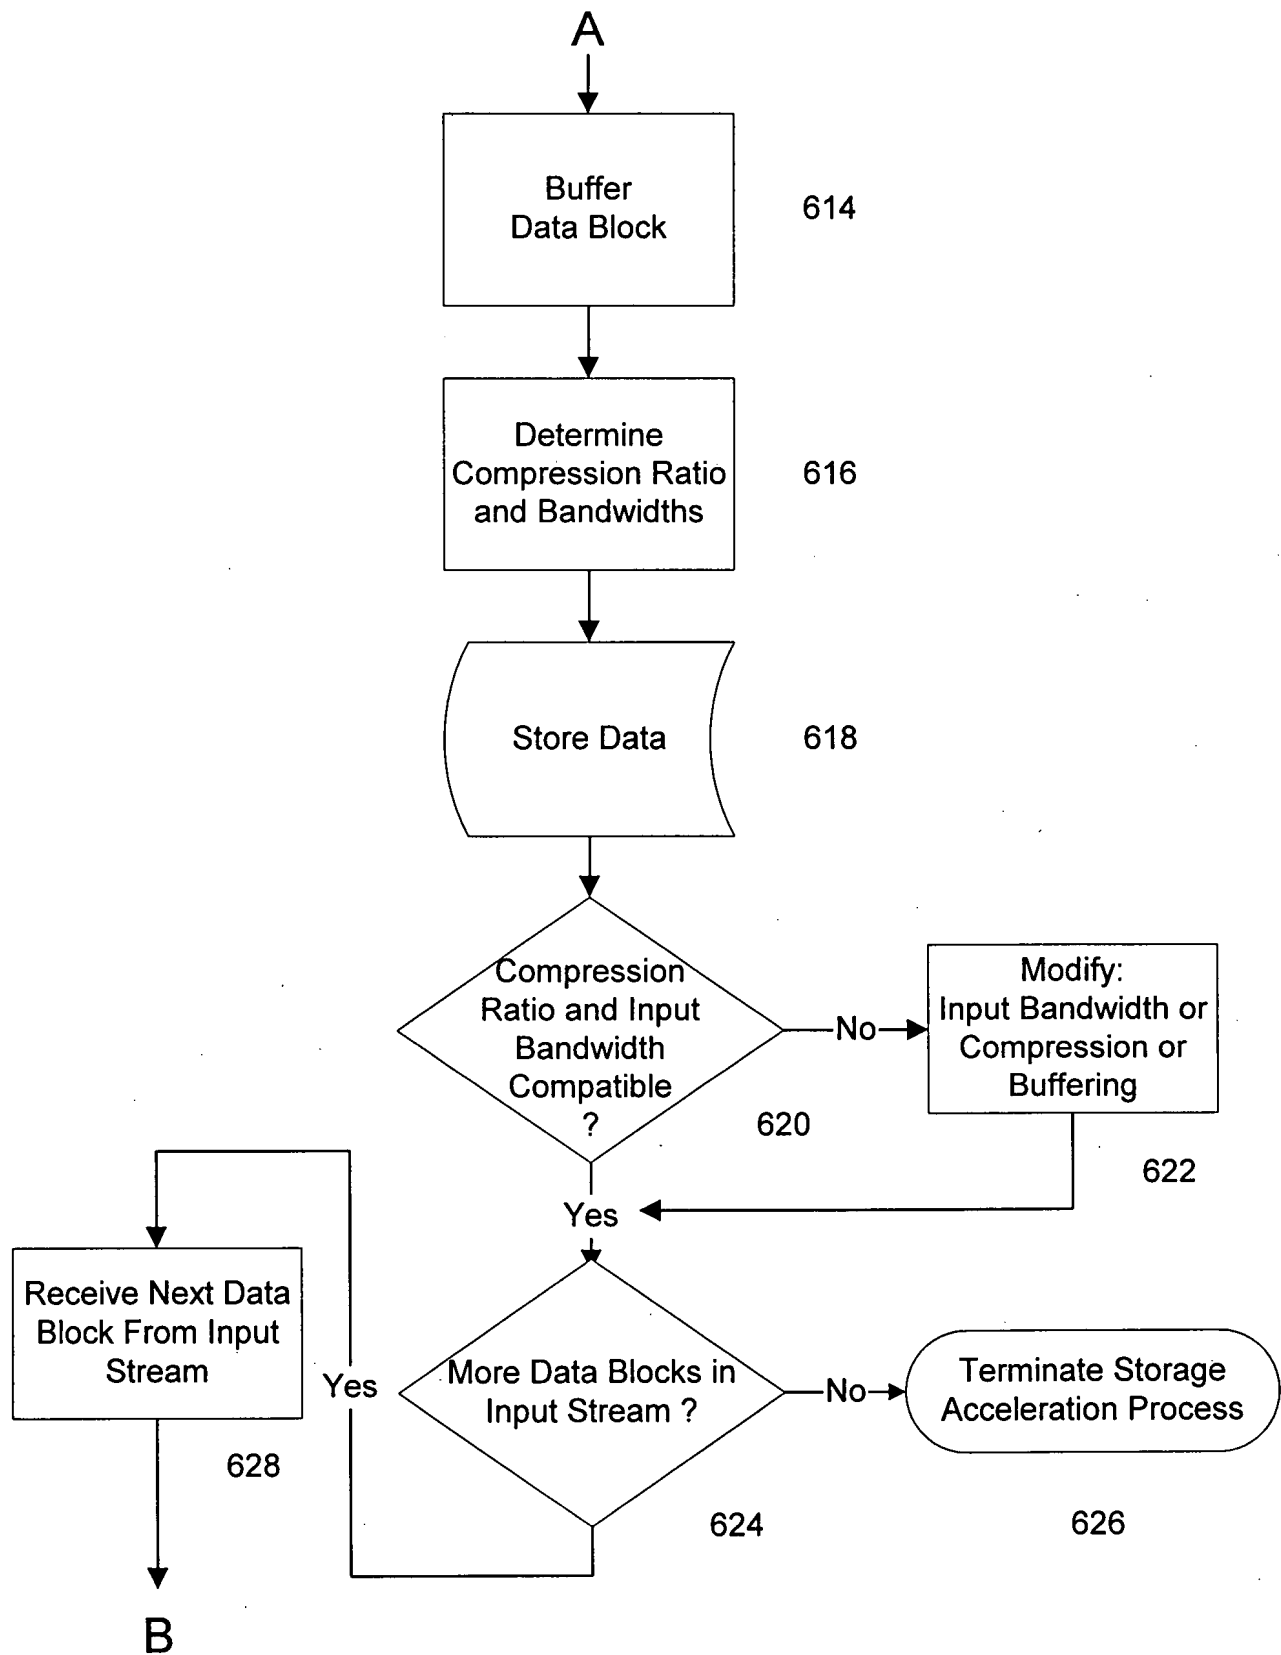 A
Buffer
Data Block
614
Determine
Compression Ratio
and Bandwidths
616
Store Data
618
Compression
Ratio and Input
Bandwidth
Compatible
?
620
No
Modify:
Input Bandwidth or
Compression or
Buffering
622
Yes
Receive Next Data
Block From Input
Stream
628
Yes
More Data Blocks in
Input Stream ?
624
No
Terminate Storage
Acceleration Process
626
B